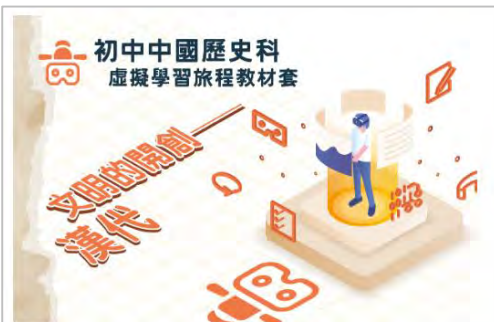 初中中國歷史科
虛擬學習旅程教材套
文明的開創——
漢代